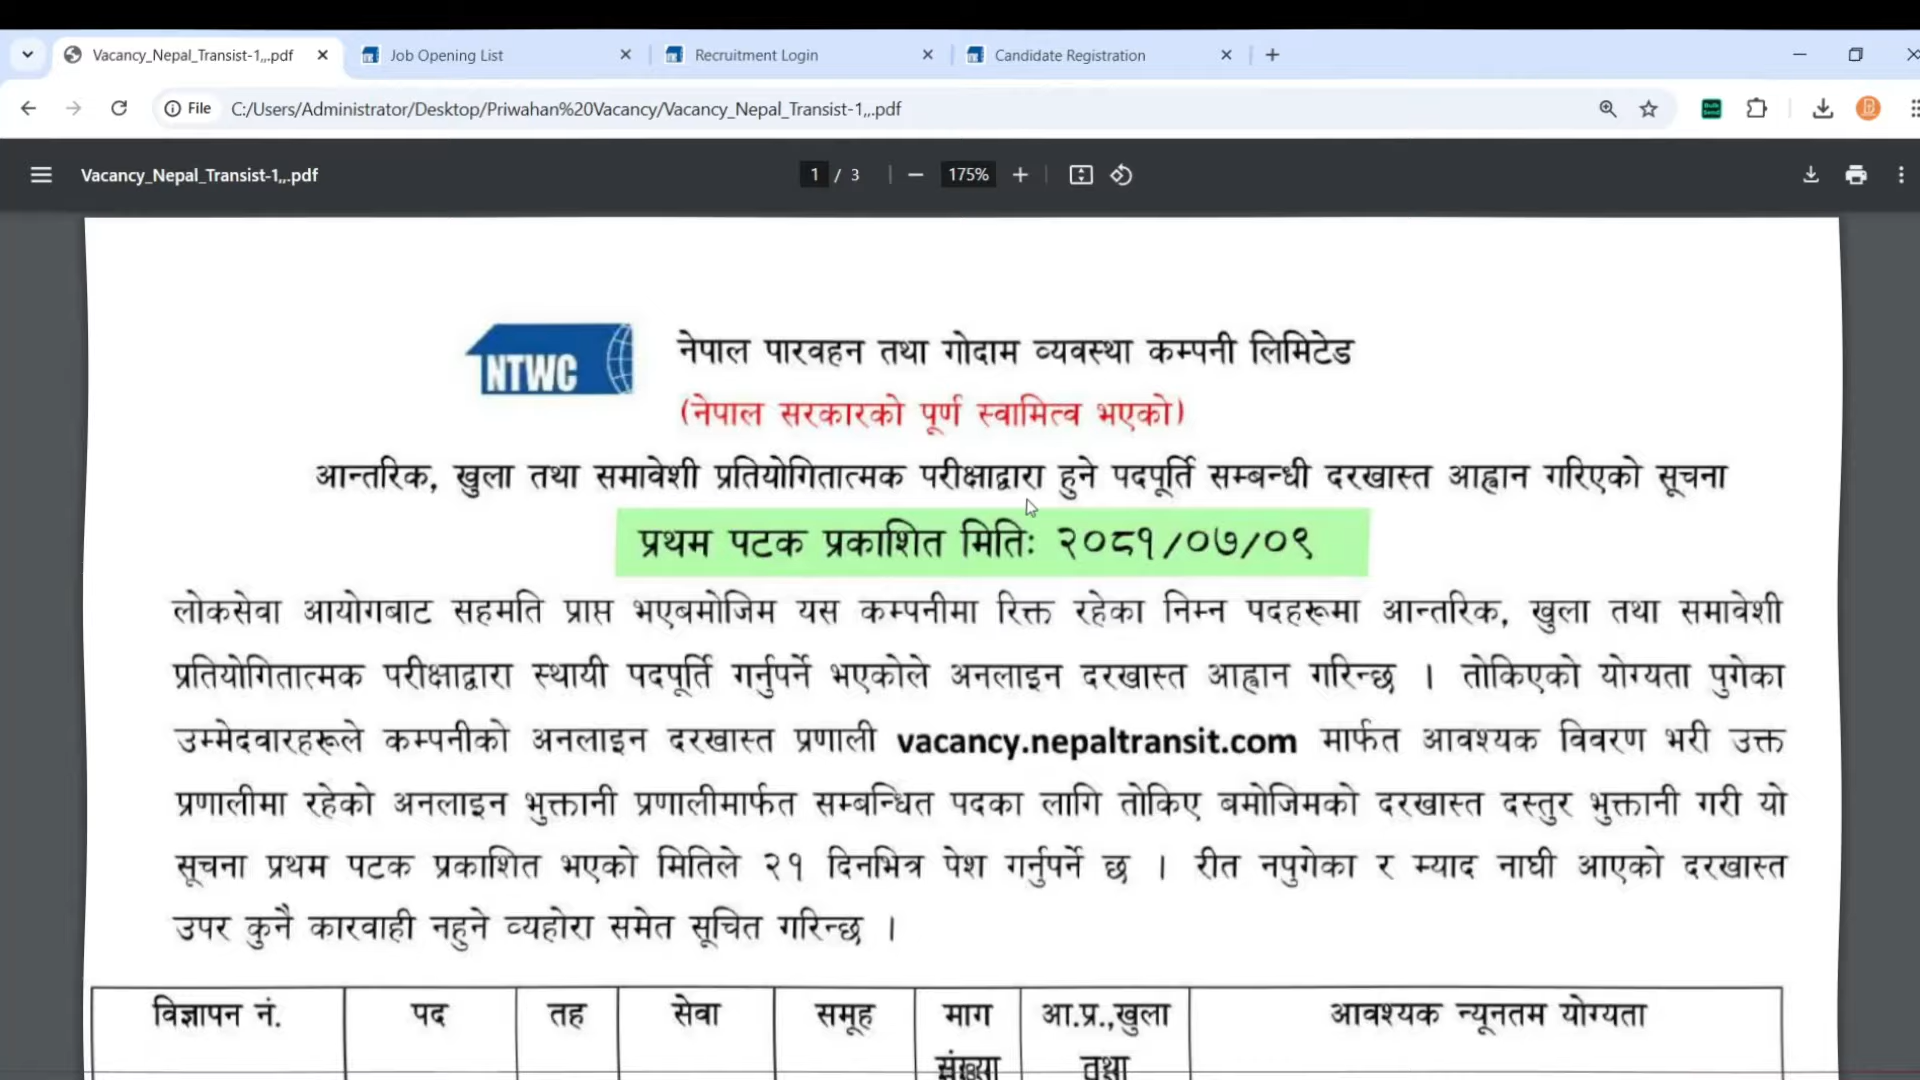 Vacancy_Nepal_Transist-1,,.pdf
Job Opening List
Recruitment Login
Candidate Registration
File
C:/Users/Administrator/Desktop/Priwahan%20Vacancy/Vacancy_Nepal_Transist-1,,.pdf
Vacancy_Nepal_Transist-1,,.pdf
1 / 3
175%
NTWC
नेपाल पारवहन तथा गोदाम व्यवस्था कम्पनी लिमिटेड
(नेपाल सरकारको पूर्ण स्वामित्व भएको)
आन्तरिक, खुला तथा समावेशी प्रतियोगितात्मक परीक्षाद्वारा हुने पदपूर्ति सम्बन्धी दरखास्त आह्वान गरिएको सूचना
प्रथम पटक प्रकाशित मितिः २०८१/०७/०९
लोकसेवा आयोगबाट सहमति प्राप्त भएबमोजिम यस कम्पनीमा रिक्त रहेका निम्न पदहरूमा आन्तरिक, खुला तथा समावेशी
प्रतियोगितात्मक परीक्षाद्वारा स्थायी पदपूर्ति गर्नुपर्ने भएकोले अनलाइन दरखास्त आह्वान गरिन्छ । तोकिएको योग्यता पुगेका
उम्मेदवारहरूले कम्पनीको अनलाइन दरखास्त प्रणाली vacancy.nepaltransit.com मार्फत आवश्यक विवरण भरी उक्त
प्रणालीमा रहेको अनलाइन भुक्तानी प्रणालीमार्फत सम्बन्धित पदका लागि तोकिए बमोजिमको दरखास्त दस्तुर भुक्तानी गरी यो
सूचना प्रथम पटक प्रकाशित भएको मितिले २१ दिनभित्र पेश गर्नुपर्ने छ । रीत नपुगेका र म्याद नाघी आएको दरखास्त
उपर कुनै कारवाही नहुने व्यहोरा समेत सूचित गरिन्छ ।
विज्ञापन नं. पद तह सेवा समूह माग आ.प्र.,खुला आवश्यक न्यूनतम योग्यता
संख्या तथा